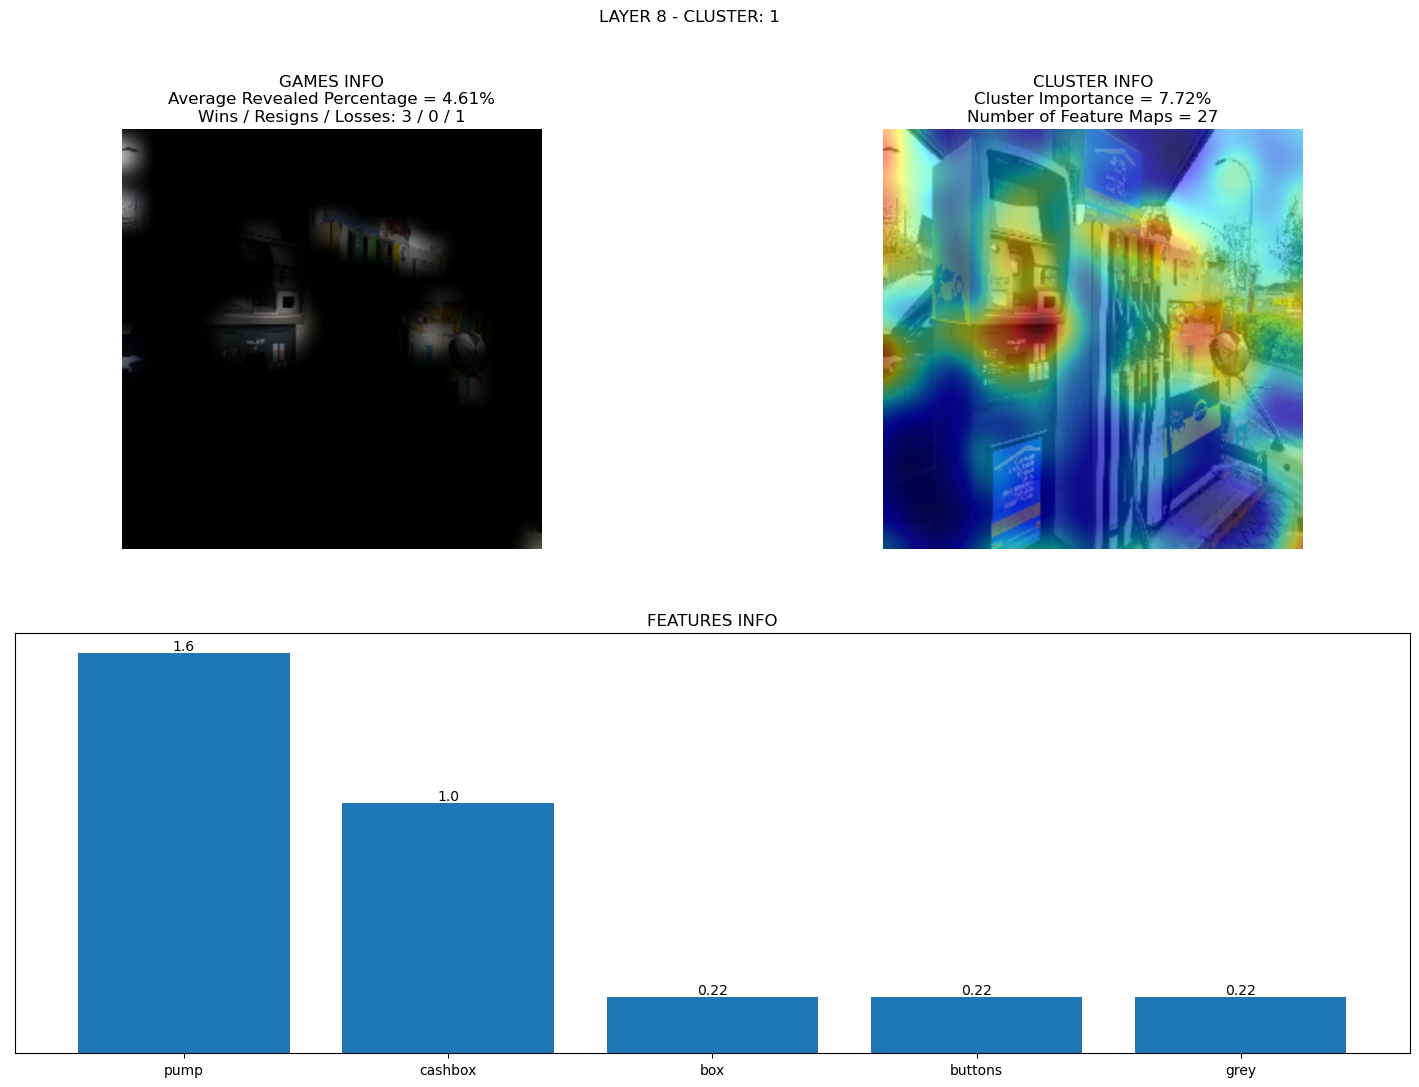 LAYER 8 - CLUSTER: 1
GAMES INFO
Average Revealed Percentage = 4.61%
Wins / Resigns / Losses: 3 / 0 / 1
CLUSTER INFO
Cluster Importance = 7.72%
Number of Feature Maps = 27
FEATURES INFO
1.6
1.0
0.22
0.22
0.22
pump
cashbox
box
buttons
grey